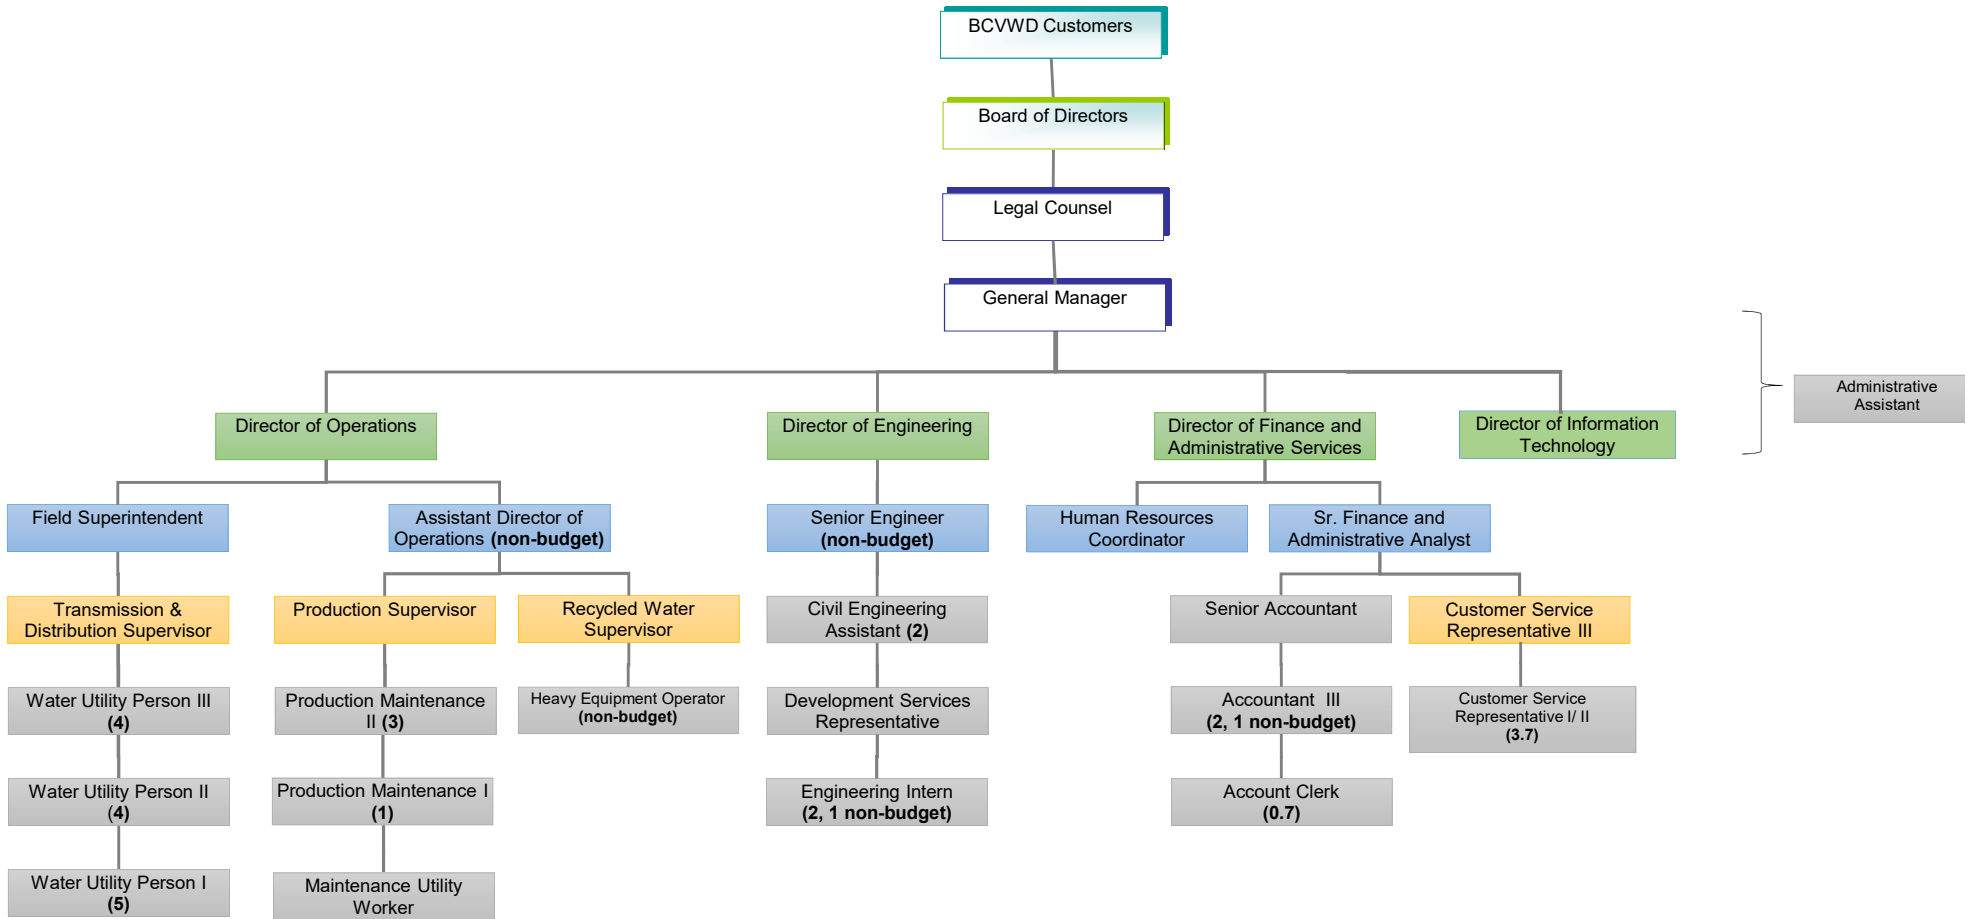 BCVWD Customers
Board of Directors
Legal Counsel
General Manager
Administrative
Assistant
Director of Operations
Director of Engineering
Director of Finance and
Administrative Services
Director of Information
Technology
Field Superintendent
Assistant Director of
Operations (non-budget)
Senior Engineer
(non-budget)
Human Resources
Coordinator
Sr. Finance and
Administrative Analyst
Transmission &
Distribution Supervisor
Production Supervisor
Recycled Water
Supervisor
Civil Engineering
Assistant (2)
Senior Accountant
Customer Service
Representative III
Water Utility Person III
(4)
Production Maintenance
II (3)
Heavy Equipment Operator
(non-budget)
Development Services
Representative
Accountant III
(2, 1 non-budget)
Customer Service
Representative I/ II
(3.7)
Water Utility Person II
(4)
Production Maintenance I
(1)
Engineering Intern
(2, 1 non-budget)
Account Clerk
(0.7)
Water Utility Person I
(5)
Maintenance Utility
Worker